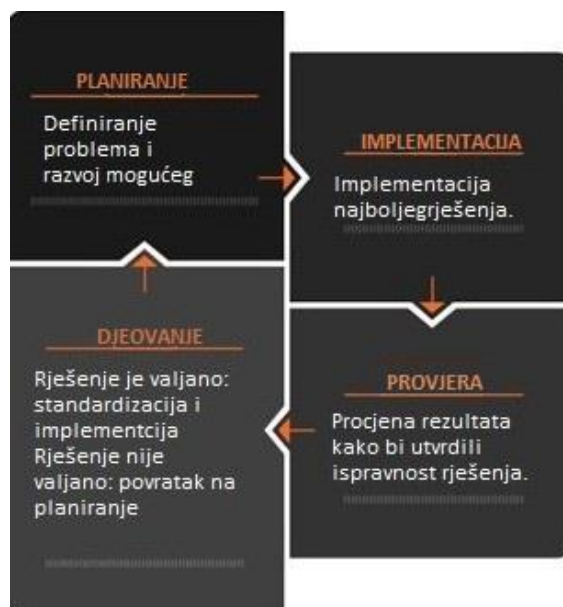 PLANIRANJE
Definiranje
problema i
razvoj mogućeg
IMPLEMENTACIJA
Implementacija
najboljegrješenja.
PROVJERA
Procjena rezultata
kako bi utvrdili
ispravnost rješenja.
DJEOVANJE
Rješenje je valjano:
standardizacija i
implementcija
Rješenje nije
valjano: povratak na
planiranje